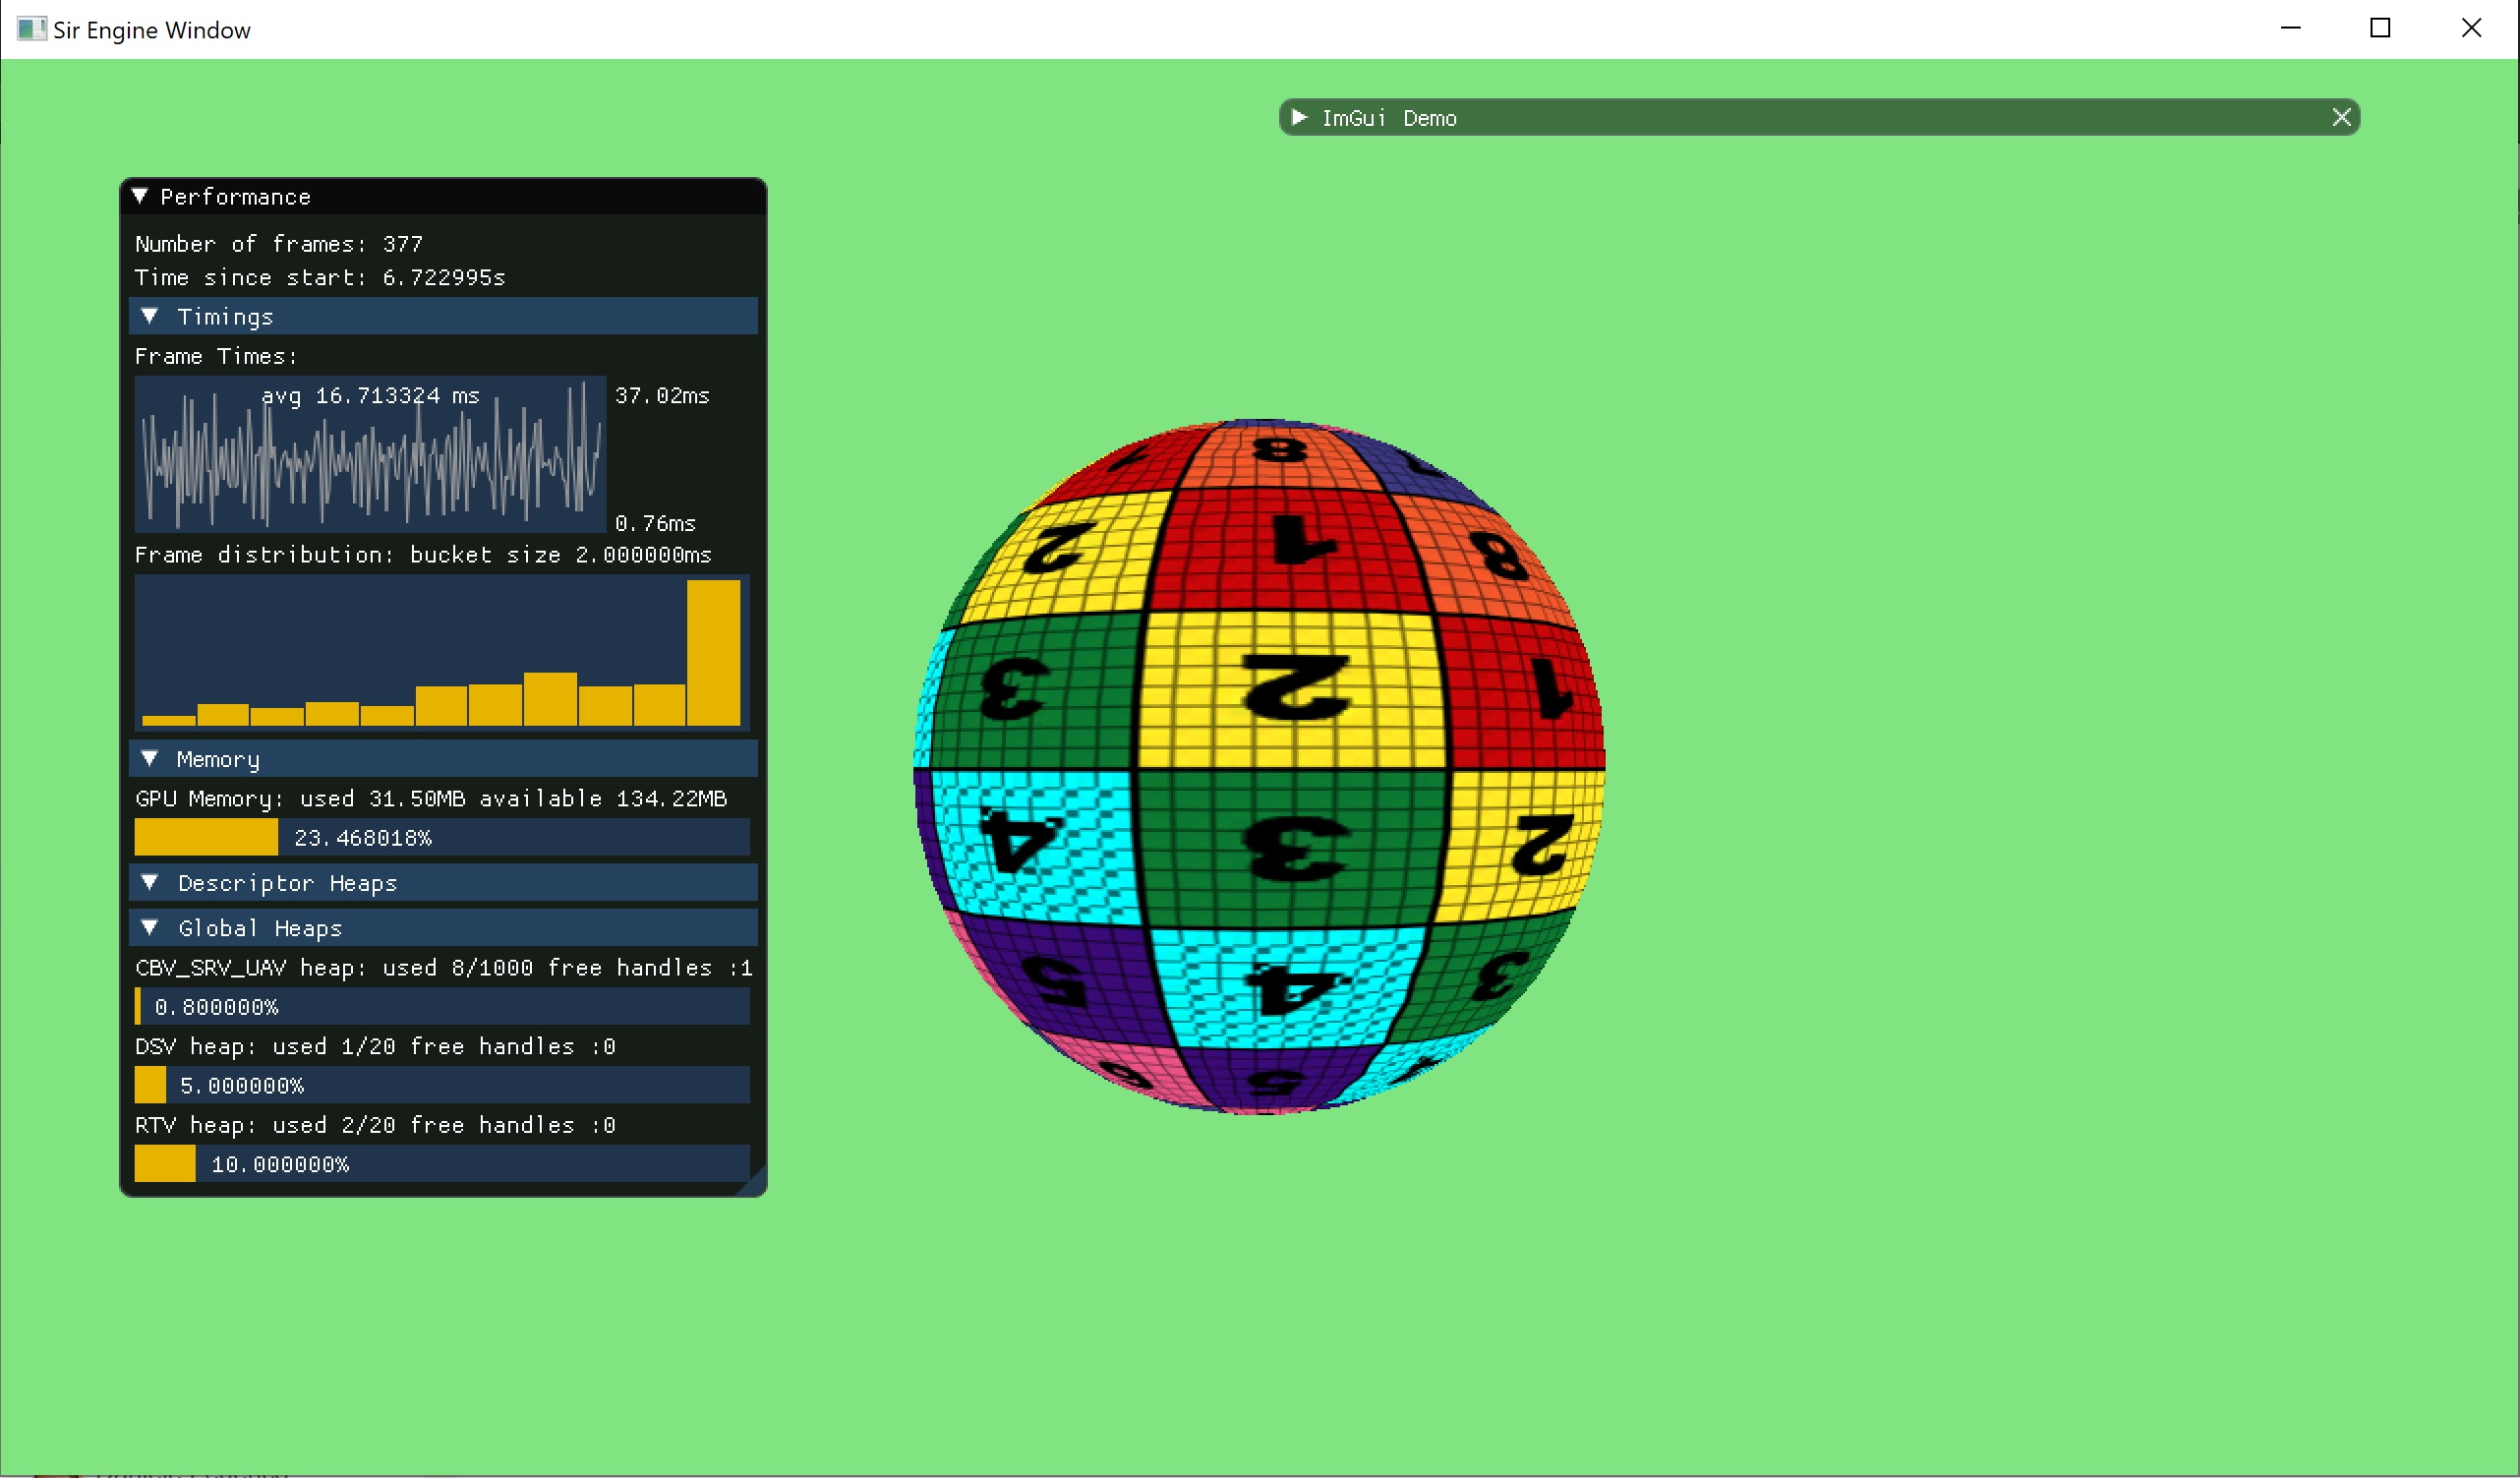 Sir Engine Window
ImGui Demo
Performance
Number of frames: 377
Time since start: 6.722995s
Timings
Frame Times:
avg 16.713324 ms
37.02ms
0.76ms
Frame distribution: bucket size 2.000000ms
Memory
GPU Memory: used 31.50MB available 134.22MB
23.468018%
Descriptor Heaps
Global Heaps
CBV_SRV_UAV heap: used 8/1000 free handles :1
0.800000%
DSV heap: used 1/20 free handles :0
5.000000%
RTV heap: used 2/20 free handles :0
10.000000%
1 8 7
2 1 8
3 2 1
4 3 2
5 4 3
6 5 4